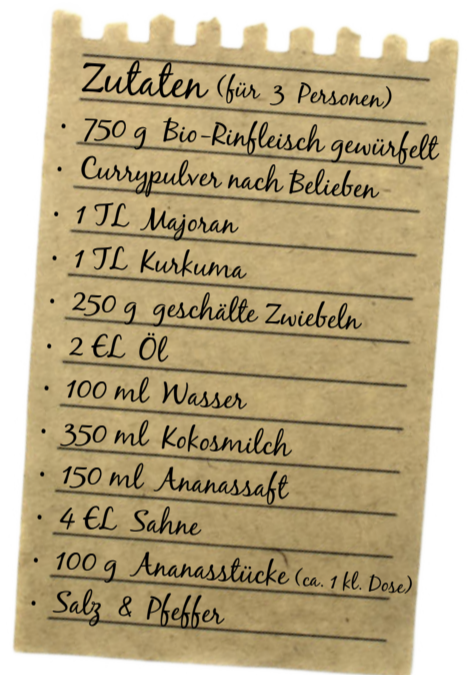 Zutaten (für 3 Personen)
• 750 g Bio-Rinfleisch gewürfelt
• Currypulver nach Belieben
• 1 TL Majoran
• 1 TL Kurkuma
• 250 g geschälte Zwiebeln
• 2 EL Öl
• 100 ml Wasser
• 350 ml Kokosmilch
• 150 ml Ananassaft
• 4 EL Sahne
• 100 g Ananasstücke (ca. 1 kl. Dose)
• Salz & Pfeffer